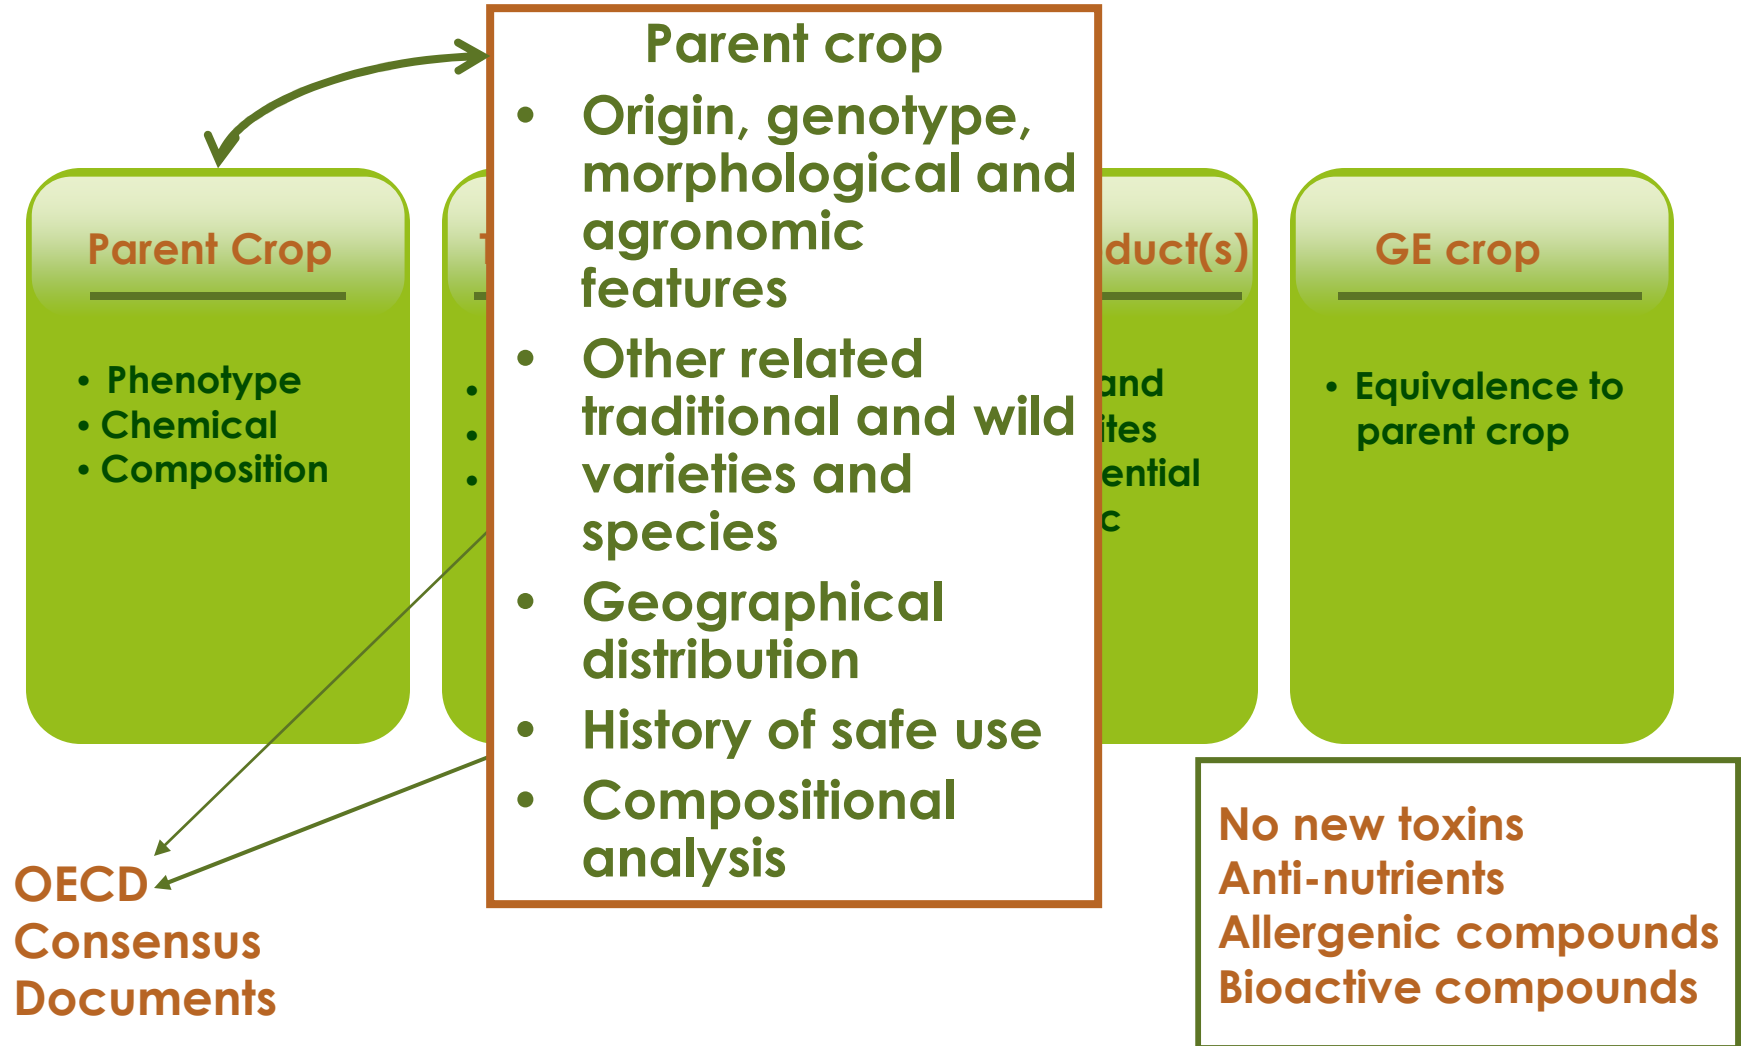 Parent crop
• Origin, genotype,
morphological and
agronomic
features
• Other related
traditional and wild
varieties and
species
• Geographical
distribution
• History of safe use
• Compositional
analysis
Parent Crop
• Phenotype
• Chemical
• Composition
duct(s)
and
GE crop
• Equivalence to
parent crop
OECD
Consensus
Documents
No new toxins
Anti-nutrients
Allergenic compounds
Bioactive compounds